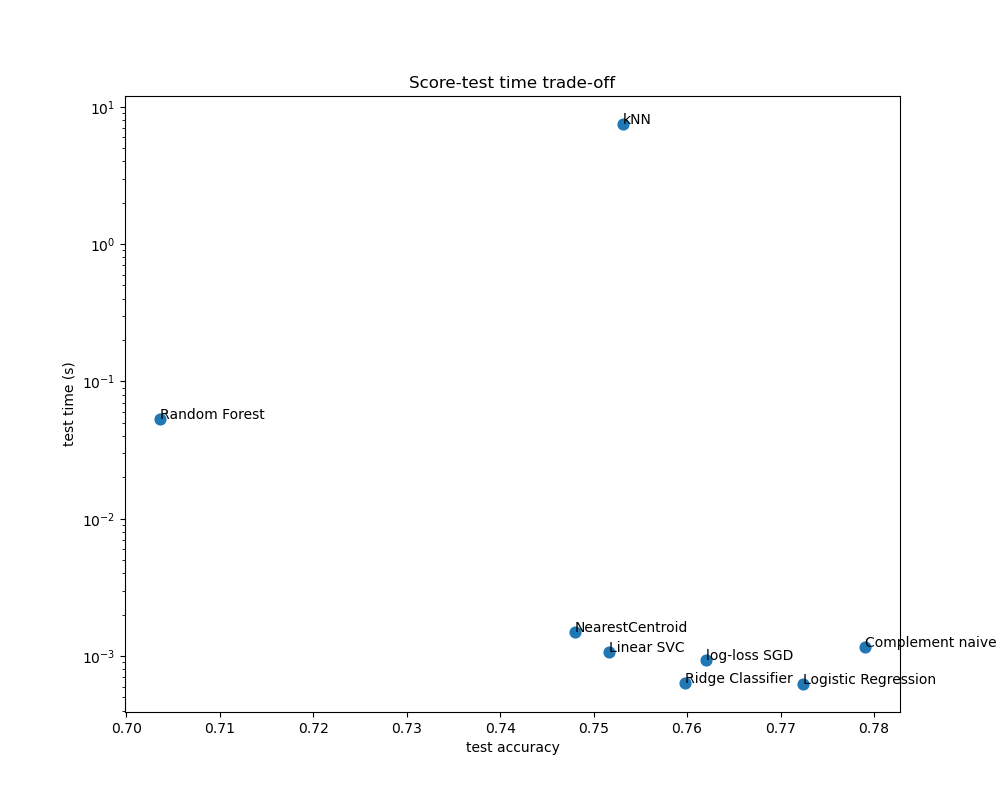 Score-test time trade-off
10¹
10⁰
10⁻¹
10⁻²
10⁻³
test time (s)
kNN
Random Forest
NearestCentroid
Linear SVC
log-loss SGD
Complement naive
Ridge Classifier
Logistic Regression
0.70 0.71 0.72 0.73 0.74 0.75 0.76 0.77 0.78
test accuracy